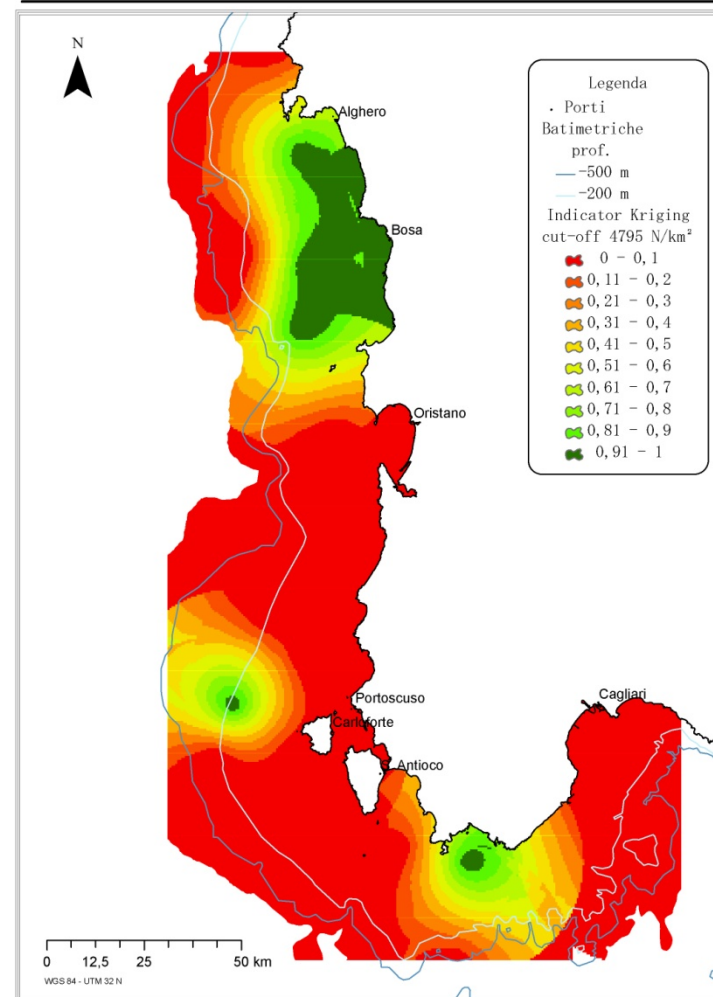 N
Alghero
Bosa
Oristano
Portoscuso
Carloforte
S. Antioco
Cagliari
Legenda
. Porti
Batimetriche
prof.
-500 m
-200 m
Indicator Kriging
cut-off 4795 N/km²
0 - 0,1
0,11 - 0,2
0,21 - 0,3
0,31 - 0,4
0,41 - 0,5
0,51 - 0,6
0,61 - 0,7
0,71 - 0,8
0,81 - 0,9
0,91 - 1
0 12,5 25 50 km
WGS 84 - UTM 32 N